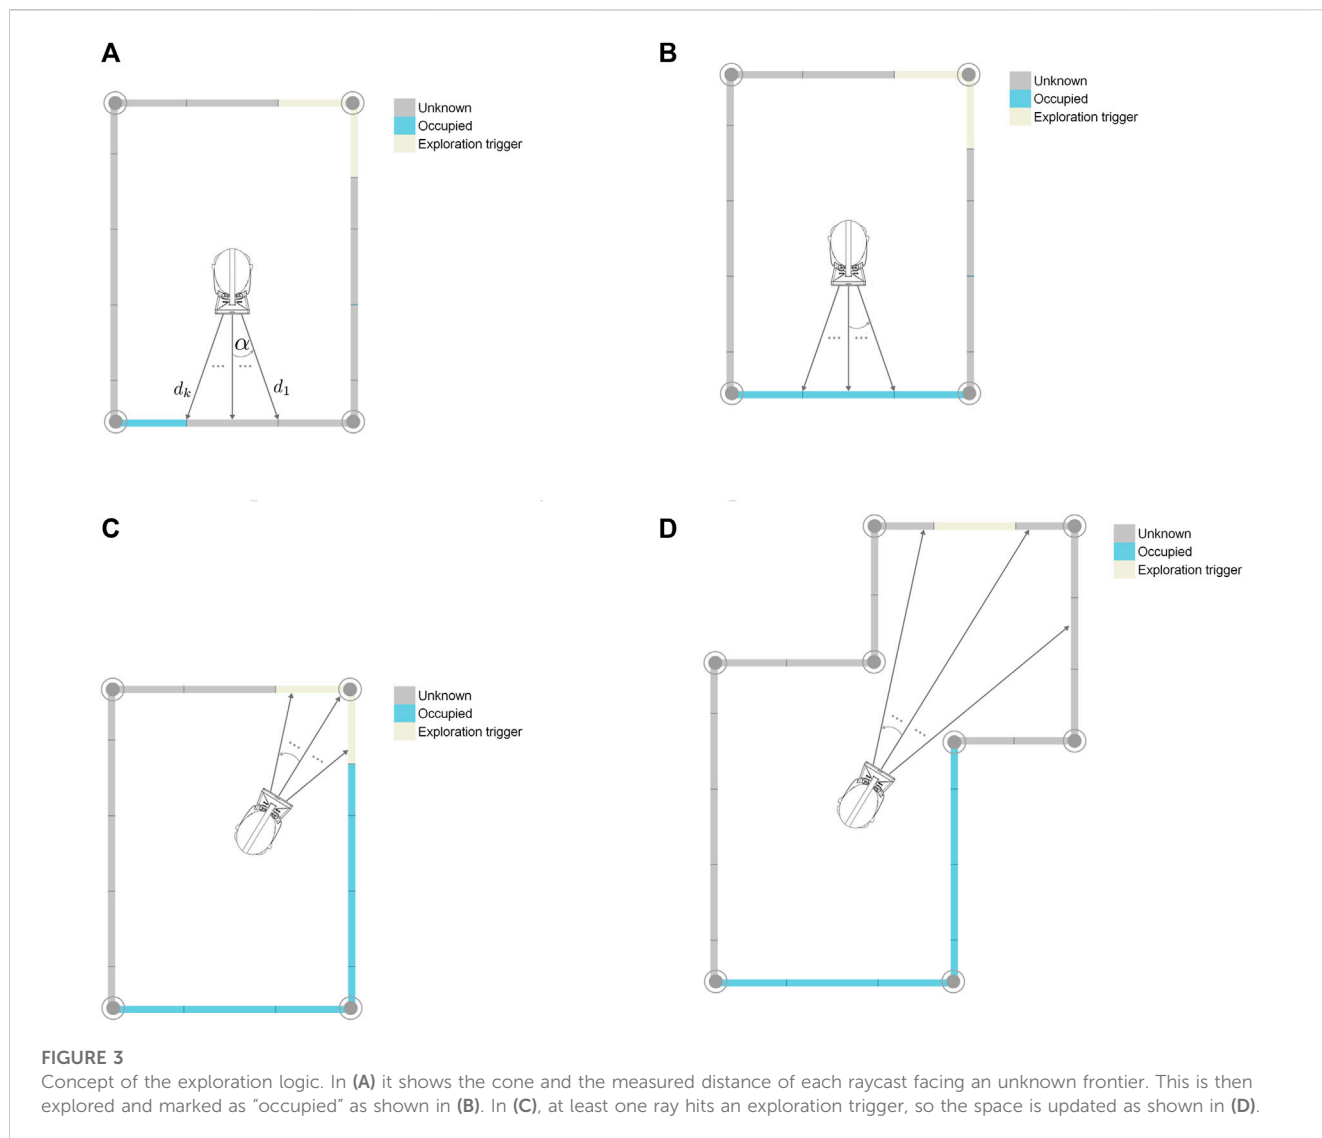 A
Unknown
Occupied
Exploration trigger
α
... ...
dk
d1
B
Unknown
Occupied
Exploration trigger
... ...
C
Unknown
Occupied
Exploration trigger
...
...
D
Unknown
Occupied
Exploration trigger
...
...
FIGURE 3
Concept of the exploration logic. In (A) it shows the cone and the measured distance of each raycast facing an unknown frontier. This is then
explored and marked as “occupied” as shown in (B). In (C), at least one ray hits an exploration trigger, so the space is updated as shown in (D).